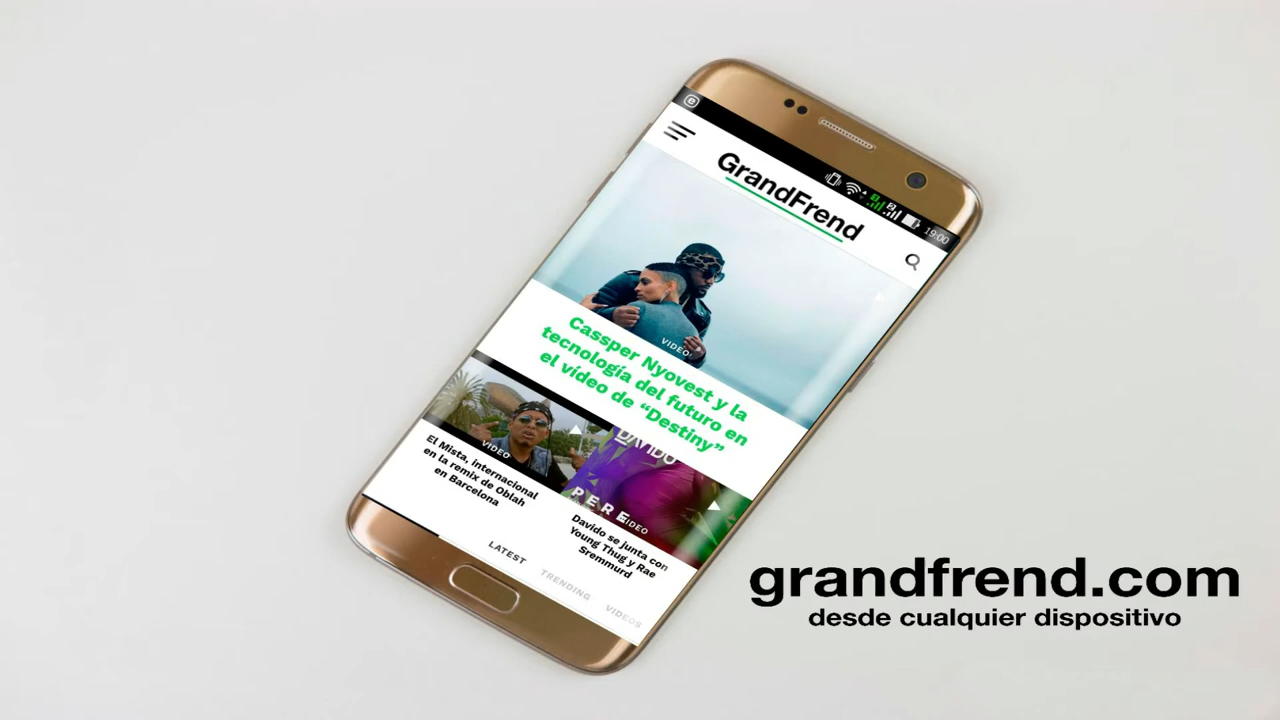 19:00
GrandFrend
VIDEO
Cassper Nyovest y la
tecnología del futuro en
el vídeo de “Destiny”
VIDEO
El Mista, internacional
en la remix de Oblah
en Barcelona
DAVIDO
RERE
VIDEO
Davido se junta con
Young Thug y Rae
Sremmurd
LATEST
TRENDING
VIDEOS
grandfrend.com
desde cualquier dispositivo